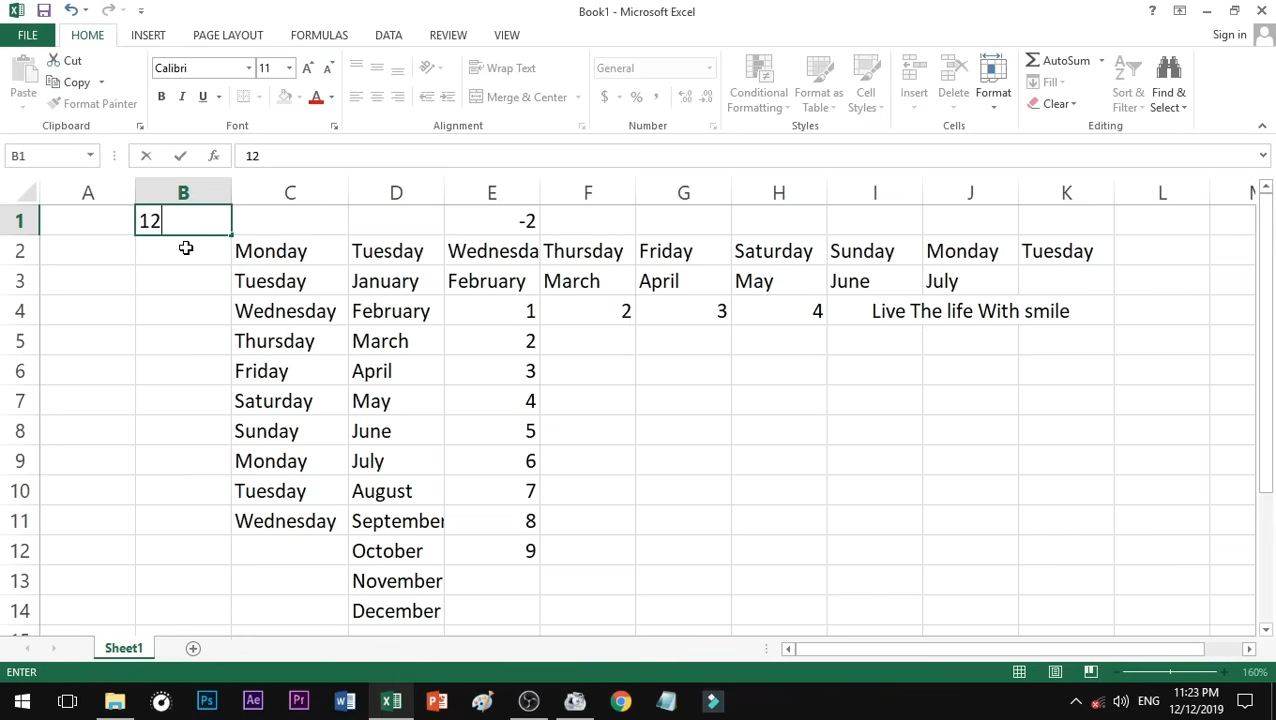 Book1 - Microsoft Excel
?
FILE HOME INSERT PAGE LAYOUT FORMULAS DATA REVIEW VIEW Sign in
Paste
Cut
Copy
Format Painter
Calibri 11
B I U A
Wrap Text
Merge & Center
General
$ % ,
Conditional Formatting
Format as Table
Cell Styles
Insert
Delete
Format
AutoSum
Fill
Clear
Sort & Filter
Find & Select
Clipboard Font Alignment Number Styles Cells Editing
B1 fx 12
A B C D E F G H I J K L
1 12 -2
2 Monday Tuesday Wednesda Thursday Friday Saturday Sunday Monday Tuesday
3 Tuesday January February March April May June July
4 Wednesday February 1 2 3 4 Live The life With smile
5 Thursday March 2
6 Friday April 3
7 Saturday May 4
8 Sunday June 5
9 Monday July 6
10 Tuesday August 7
11 Wednesday September 8
12 October 9
13 November
14 December
Sheet1
ENTER 160%
Ps Ae Pr ENG 11:23 PM
12/12/2019